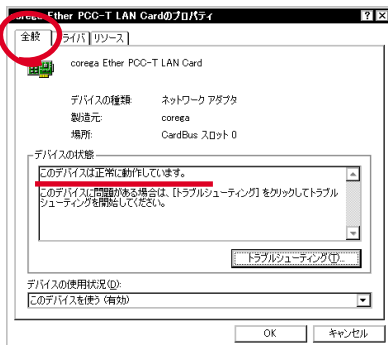 corega Ether PCC-T LAN Cardのプロパティ
全般 ドライバ リソース
corega Ether PCC-T LAN Card
デバイスの種類: ネットワーク アダプタ
製造元: corega
場所: CardBus スロット 0
デバイスの状態
このデバイスは正常に動作しています。
このデバイスに問題がある場合は、[トラブルシューティング] をクリックしてトラブル
シューティングを開始してください。
トラブルシューティング(T)...
デバイスの使用状況(D):
このデバイスを使う (有効)
OK キャンセル